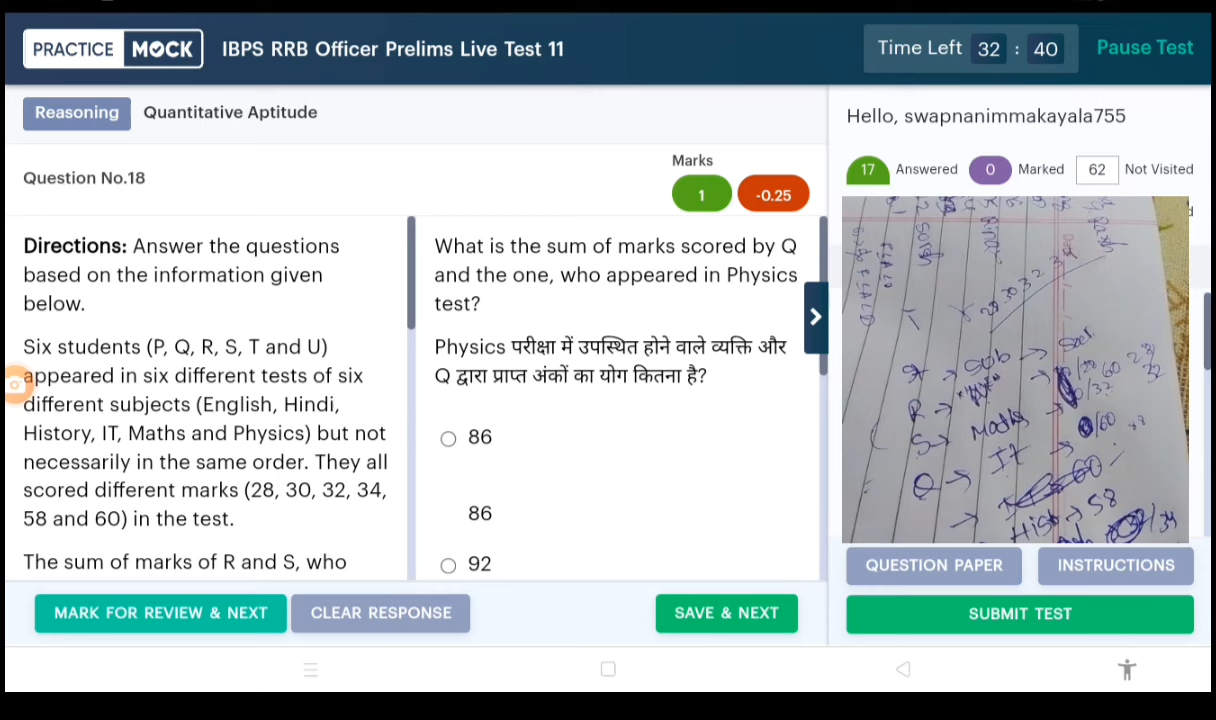 PRACTICE MOCK IBPS RRB Officer Prelims Live Test 11 Time Left 32 : 40 Pause Test
Reasoning Quantitative Aptitude
Hello, swapnanimmakayala755
Question No.18
Marks
1 -0.25
17 Answered 0 Marked 62 Not Visited
Directions: Answer the questions
based on the information given
below.
Six students (P, Q, R, S, T and U)
appeared in six different tests of six
different subjects (English, Hindi,
History, IT, Maths and Physics) but not
necessarily in the same order. They all
scored different marks (28, 30, 32, 34,
58 and 60) in the test.
The sum of marks of R and S, who
What is the sum of marks scored by Q
and the one, who appeared in Physics
test?
Physics परीक्षा में उपस्थित होने वाले व्यक्ति और
Q द्वारा प्राप्त अंकों का योग कितना है?
86
86
92
28 30 32 34
Sub
R →
S → Maths →
Q → IT → /60
Hist → 58
MARK FOR REVIEW & NEXT CLEAR RESPONSE SAVE & NEXT
QUESTION PAPER INSTRUCTIONS
SUBMIT TEST